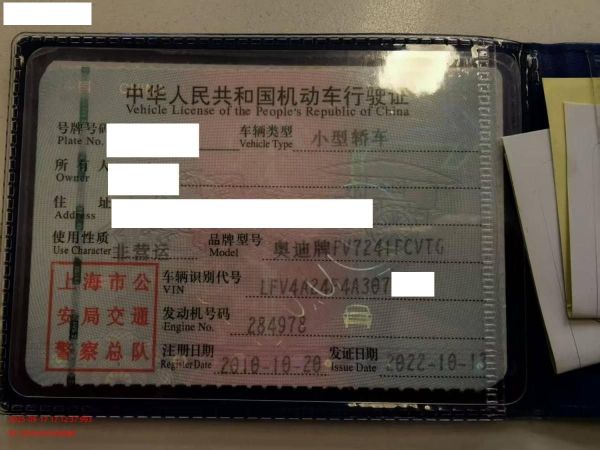 中华人民共和国机动车行驶证
Vehicle License of the People's Republic of China
号牌号码 车辆类型 小型轿车
Plate No. Vehicle Type
所有人
Owner
住 址
Address
使用性质 非营运 品牌型号 奥迪牌FV7241FCVTG
Use Character Model
上海市公安局交通警察总队
车辆识别代号
VIN LFV4A24F4A307
发动机号码 284978
Engine No.
注册日期 2010-10-20 发证日期
Register Date Issue Date 2022-10-13